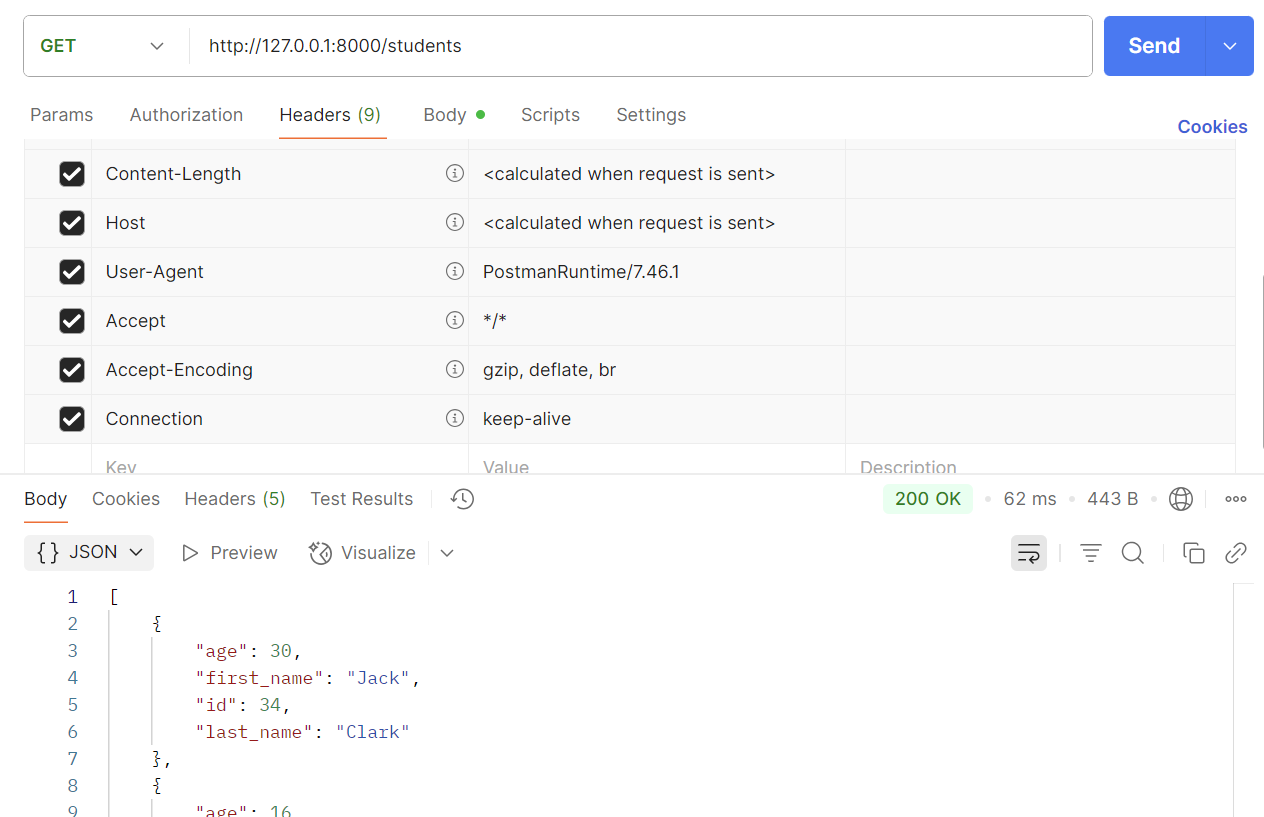 GET http://127.0.0.1:8000/students Send
Params Authorization Headers (9) Body Scripts Settings Cookies
Content-Length <calculated when request is sent>
Host <calculated when request is sent>
User-Agent PostmanRuntime/7.46.1
Accept */*
Accept-Encoding gzip, deflate, br
Connection keep-alive
Key Value Description
Body Cookies Headers (5) Test Results 200 OK 62 ms 443 B
{} JSON Preview Visualize
1 [
2 {
3 "age": 30,
4 "first_name": "Jack",
5 "id": 34,
6 "last_name": "Clark"
7 },
8 {
9 "age": 16